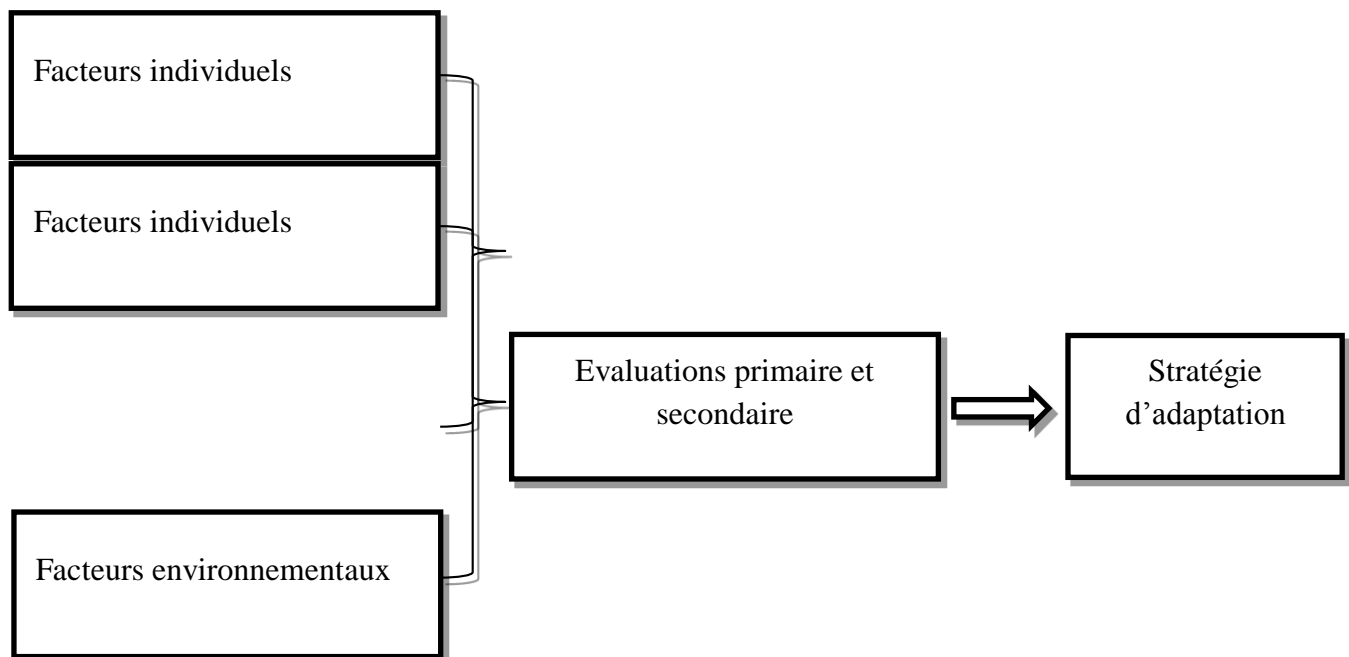 Facteurs individuels
Facteurs individuels
Evaluations primaire et
secondaire
Stratégie
d’adaptation
Facteurs environnementaux